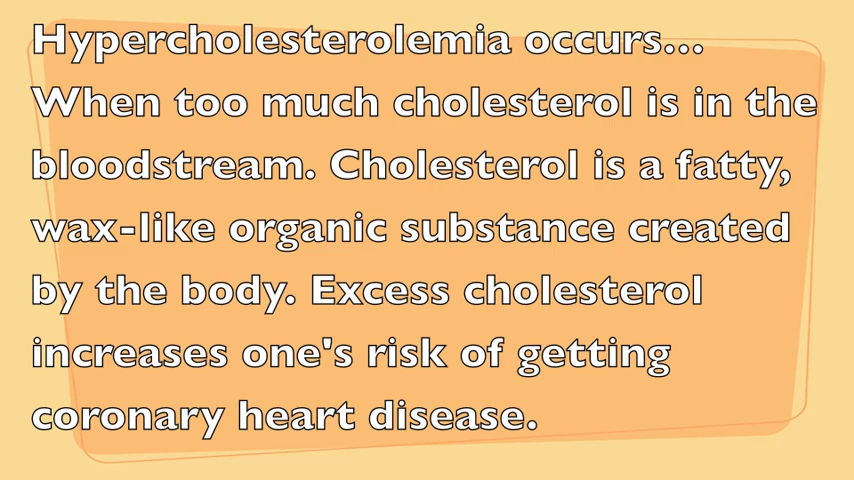 Hypercholesterolemia occurs...
When too much cholesterol is in the
bloodstream. Cholesterol is a fatty,
wax-like organic substance created
by the body. Excess cholesterol
increases one's risk of getting
coronary heart disease.